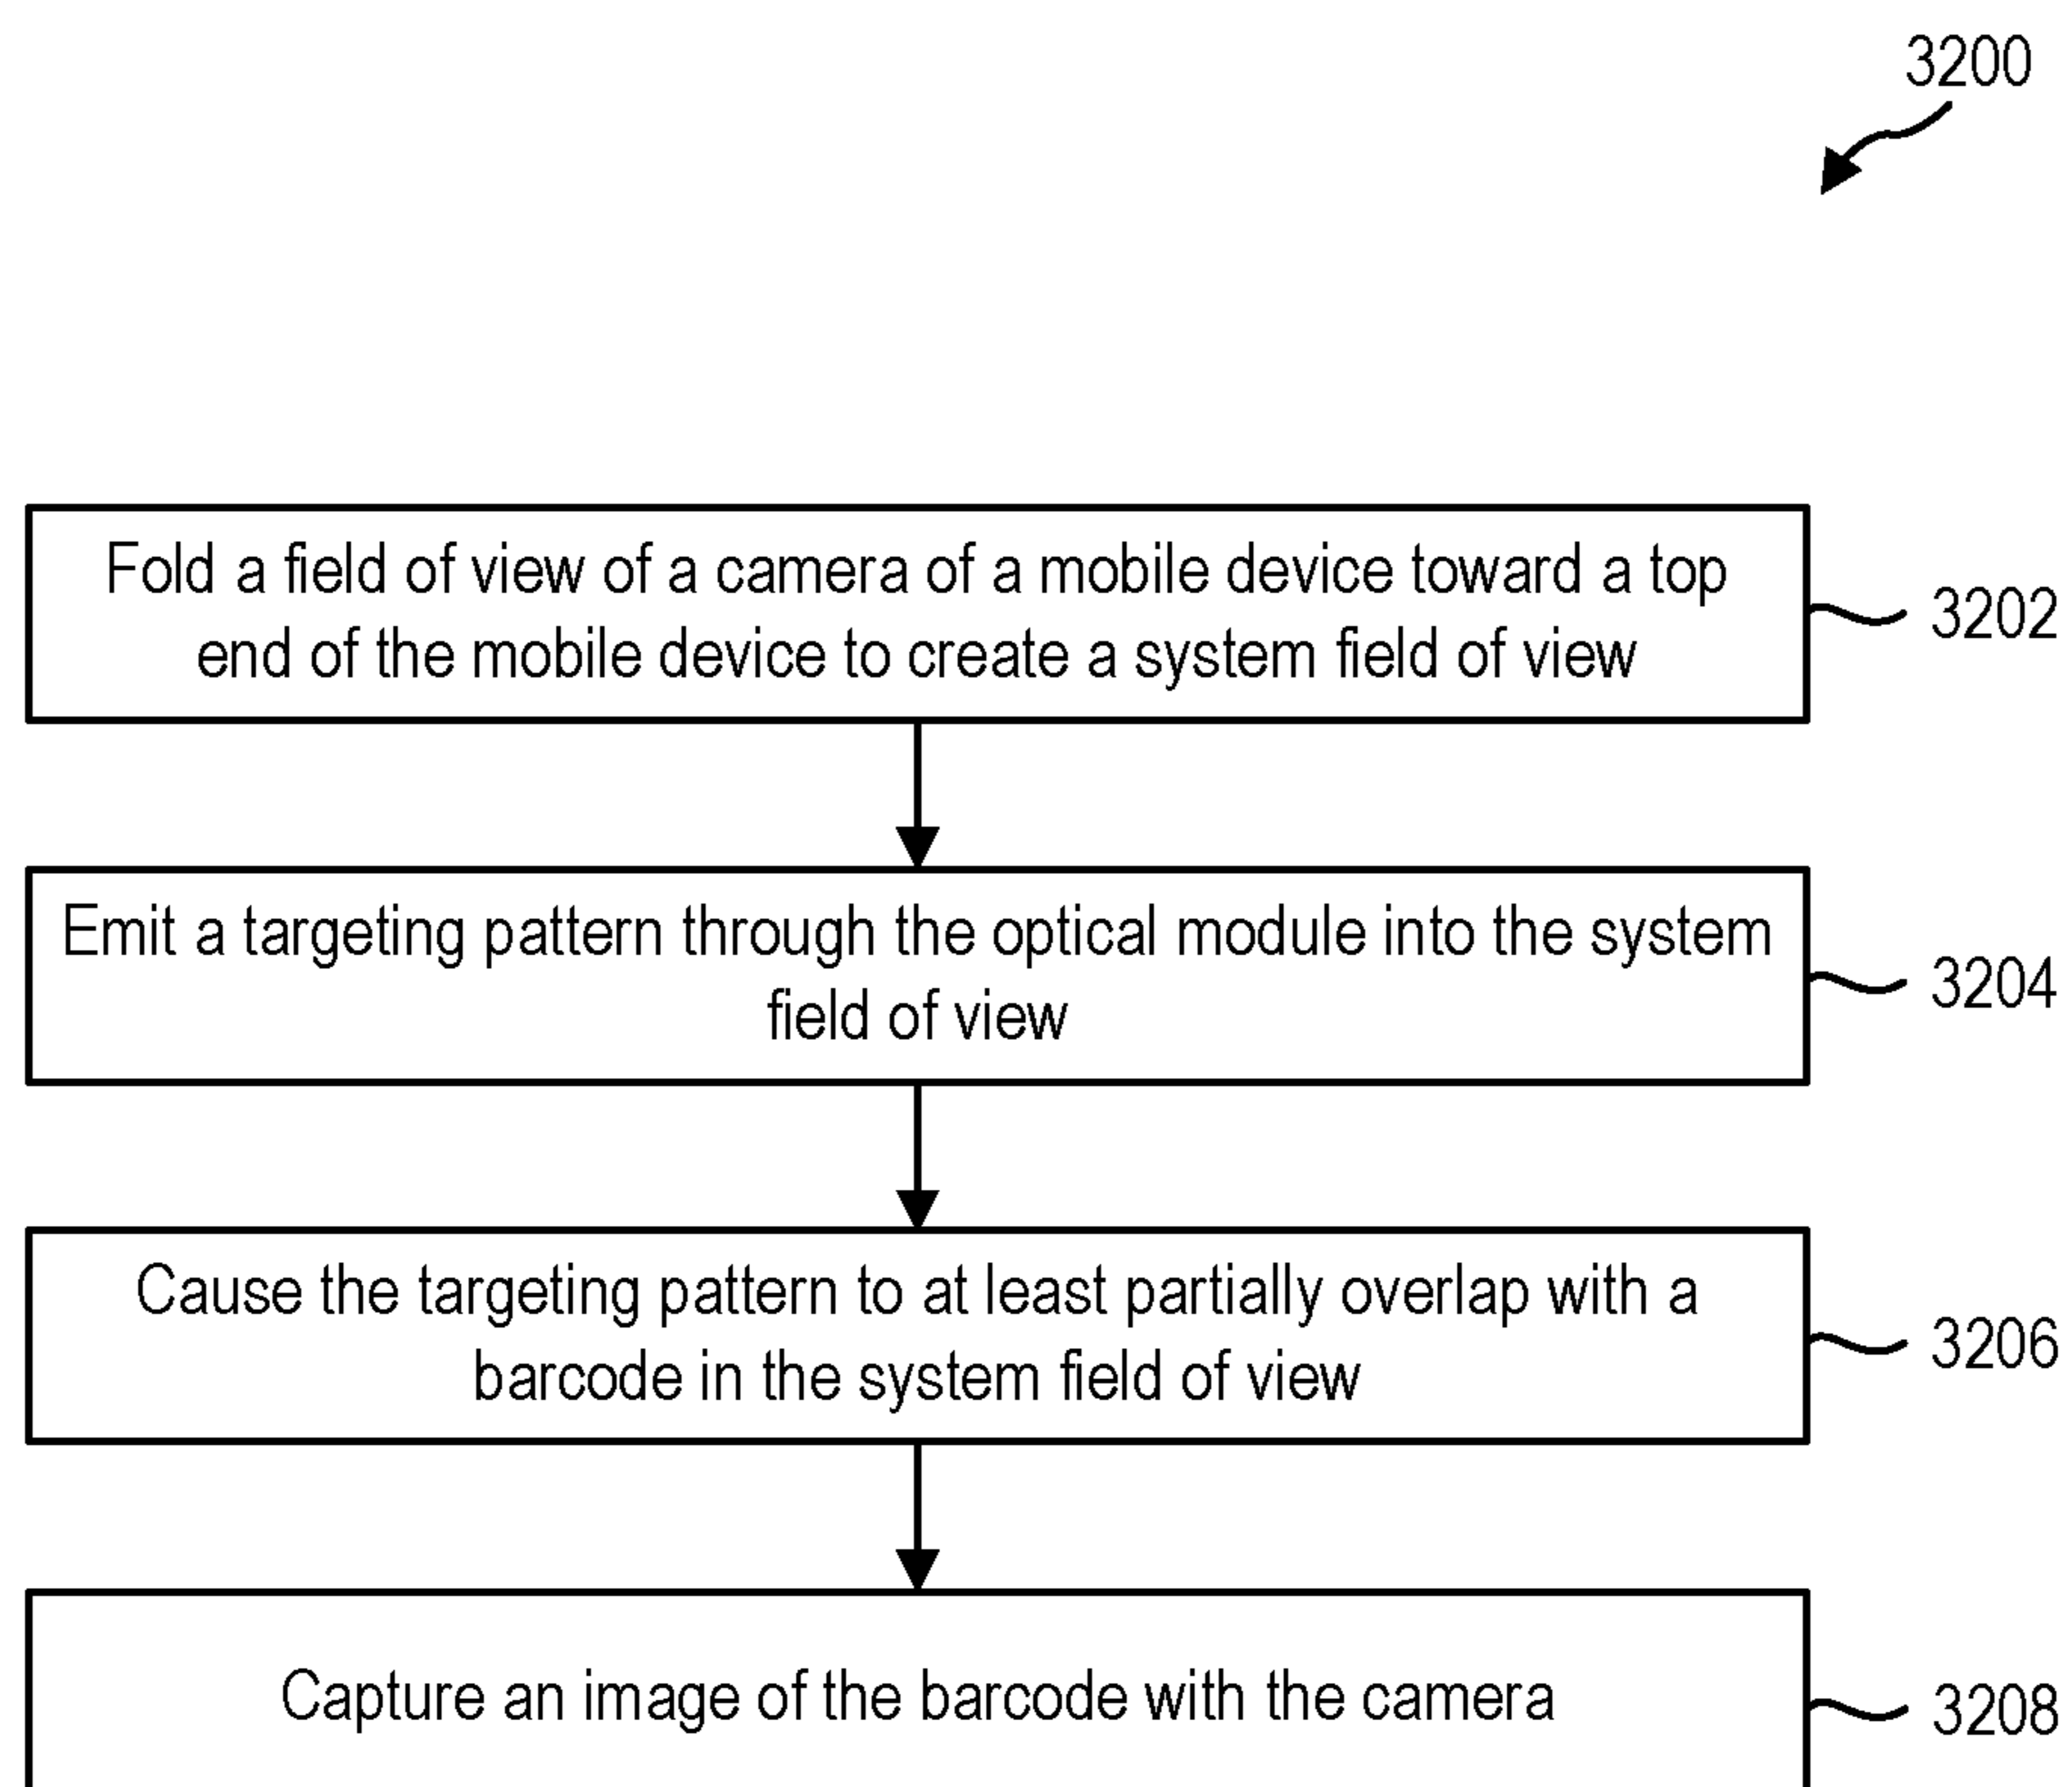 3200
Fold a field of view of a camera of a mobile device toward a top
end of the mobile device to create a system field of view
3202
Emit a targeting pattern through the optical module into the system
field of view
3204
Cause the targeting pattern to at least partially overlap with a
barcode in the system field of view
3206
Capture an image of the barcode with the camera
3208